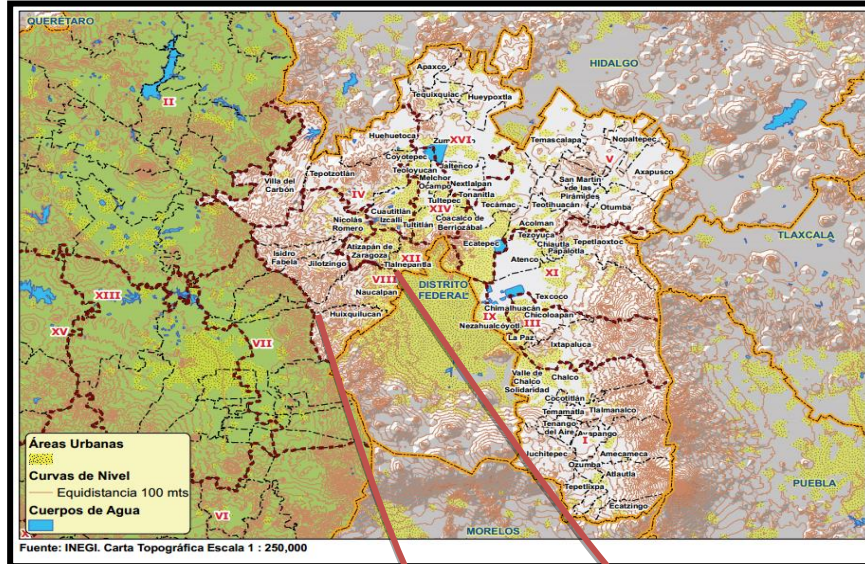 QUERÉTARO
HIDALGO
Apaxco
Tequixquiac
Hueypoxtla
II
Huehuetoca
Zum
XVI
Temascalapa
Nopaltepec
V
Axapusco
Coyotepec
Jaltenco
Teoloyucan
Villa del
Carbón
Tepotzotlán
Melchor
Ocampo
Nextlalpan
Tonanitla
San Martín
de las
Pirámides
IV
Tultepec
Tecámac
Teotihuacán
Otumba
Cuautitlán
Izcalli
XIV
Nicolás
Romero
Tultitlán
Coacalco de
Berriozábal
Acolman
Tezoyuca
Ecatepec
Chiautla
Tepetlaoxtoc
Papalotla
TLAXCALA
Atizapán de
Zaragoza
XII
Isidro
Fabela
Jilotzingo
Tlalnepantla
Atenco
XI
VIII
Naucalpan
DISTRITO
FEDERAL
XIII
Texcoco
Chimalhuacán
Huixquilucan
IX
Chicoloapan
Nezahualcóyotl
III
XV
VII
La Paz
Ixtapaluca
Valle de
Chalco
Solidaridad
Chalco
Cocotitlán
Temamatla
Tlalmanalco
Tenango
del Aire
Ayapango
I
Juchitepec
Amecameca
Ozumba
Atlautla
Tepetlixpa
Ecatzingo
PUEBLA
MORELOS
VI
X
Áreas Urbanas
Curvas de Nivel
Equidistancia 100 mts
Cuerpos de Agua
Fuente: INEGI. Carta Topográfica Escala 1 : 250,000